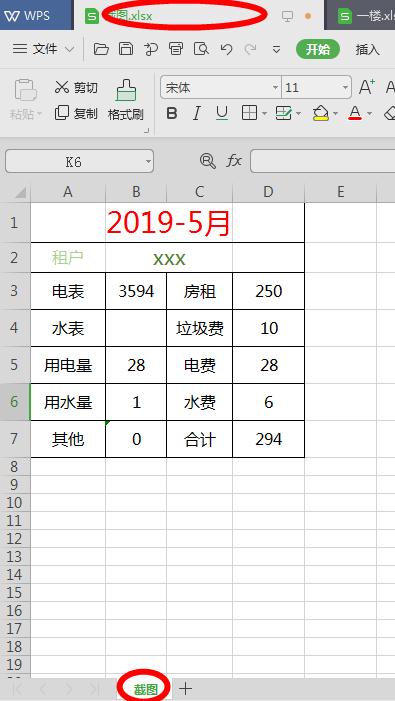 WPS 截图.xlsx 一楼.xlsx
文件 开始 插入
剪切 宋体 11 A+ A
粘贴 复制 格式刷 B I U A
K6 fx
A B C D E
1 2019-5月
2 租户 xxx
3 电表 3594 房租 250
4 水表 垃圾费 10
5 用电量 28 电费 28
6 用水量 1 水费 6
7 其他 0 合计 294
8
9
10
11
12
13
14
15
16
17
18
19
截图